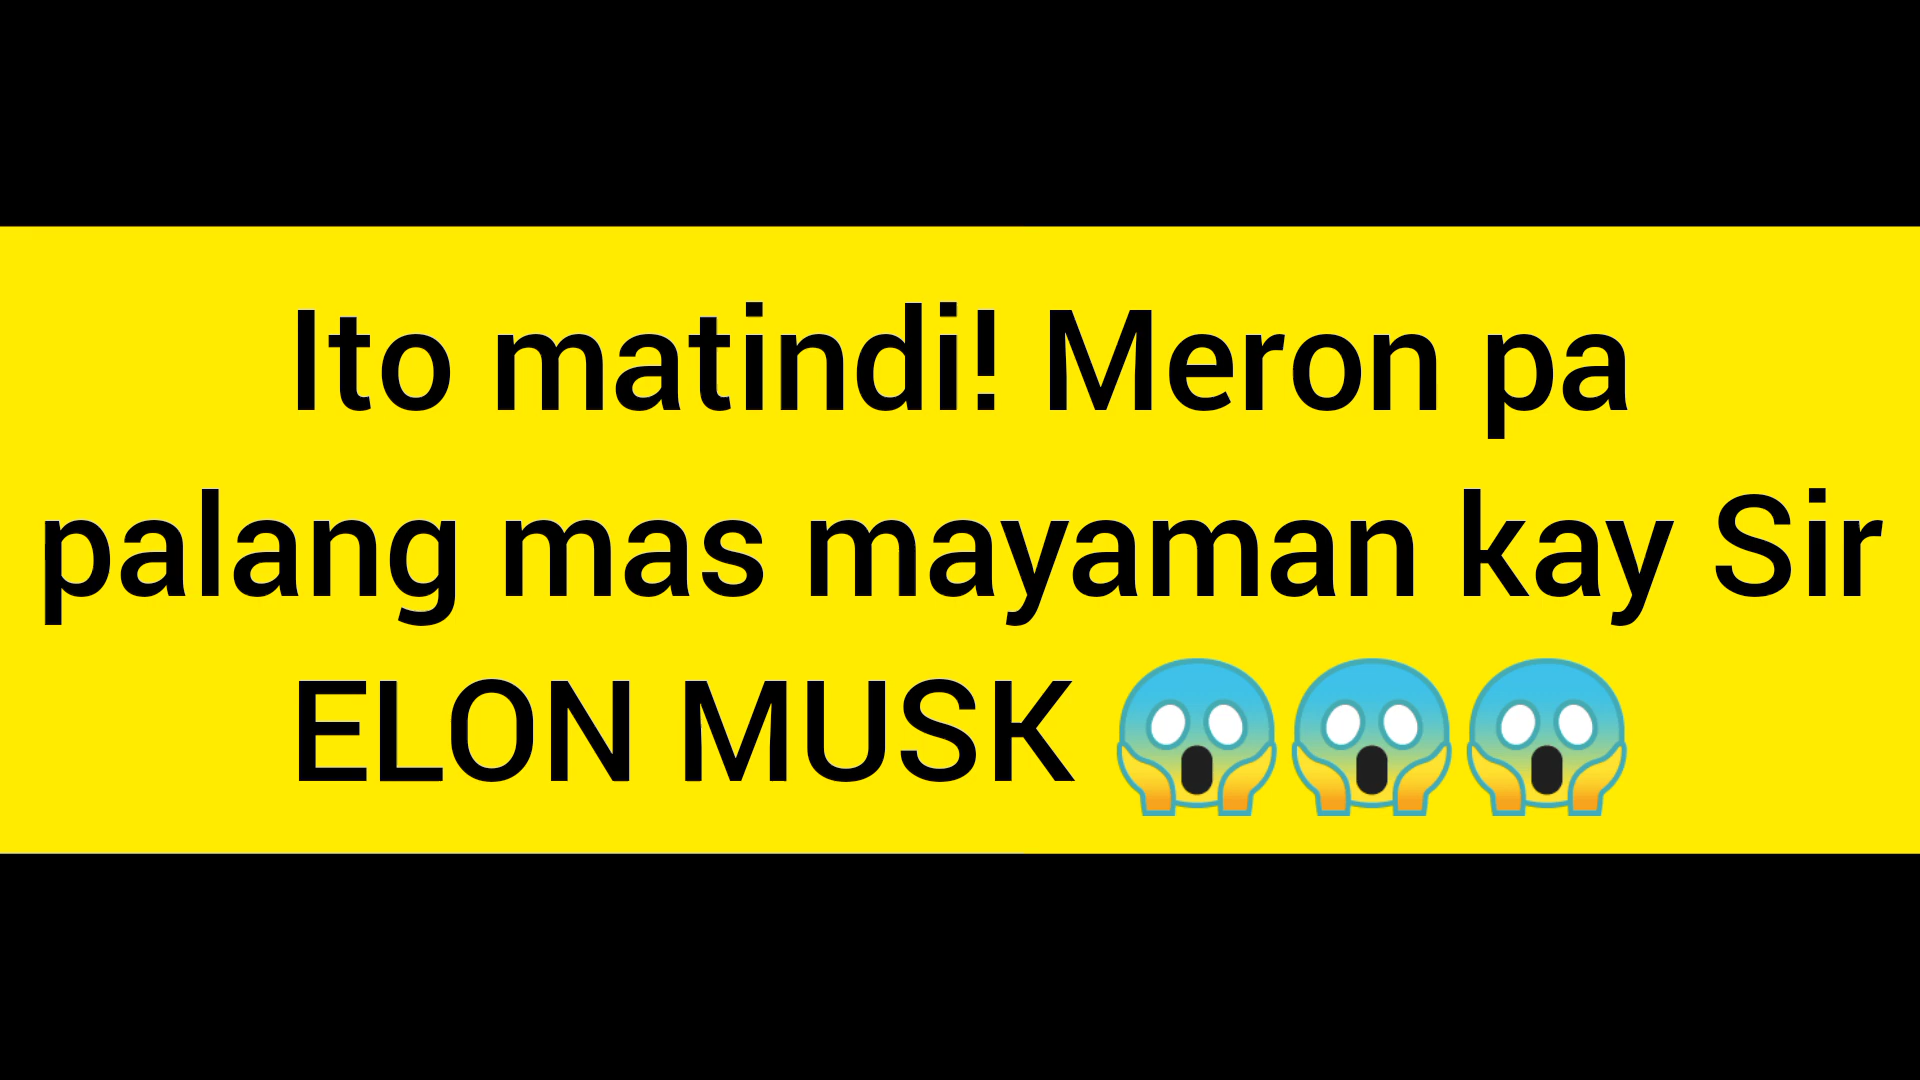 Ito matindi! Meron pa
palang mas mayaman kay Sir
ELON MUSK 😱😱😱